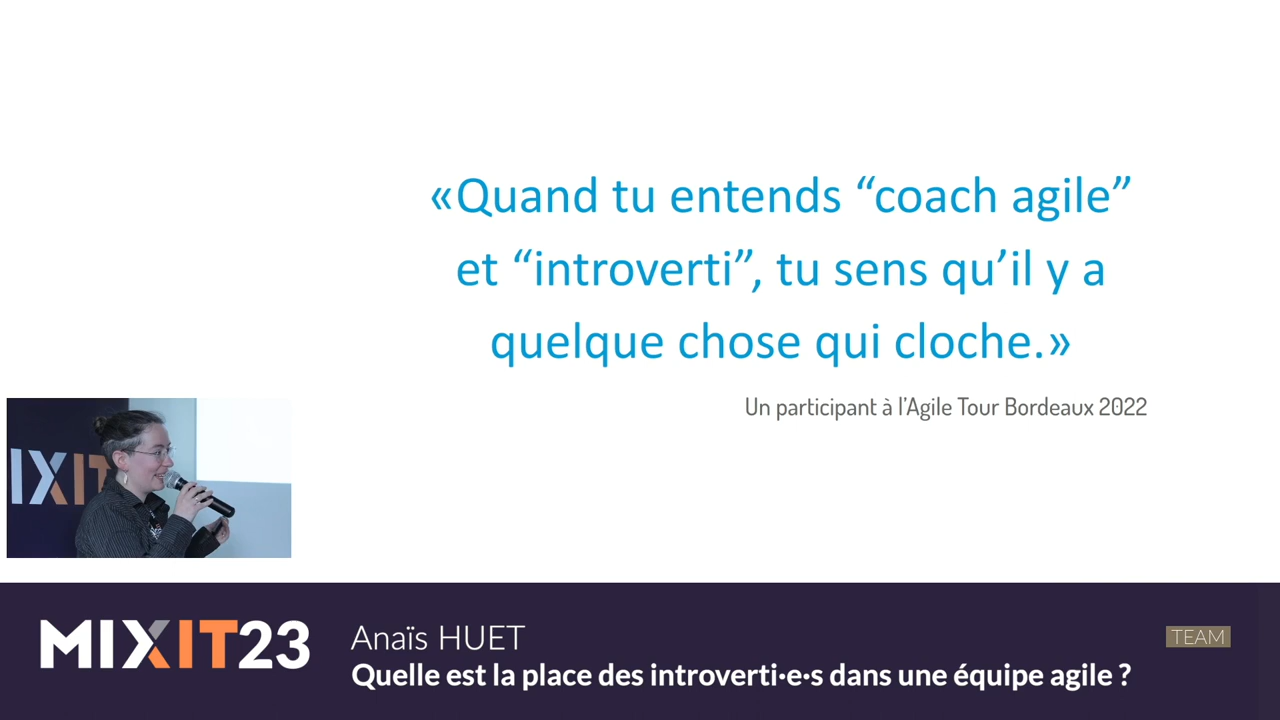 «Quand tu entends “coach agile”
et “introverti”, tu sens qu’il y a
quelque chose qui cloche.»
Un participant à l’Agile Tour Bordeaux 2022
IXIT
MIXIT23
Anaïs HUET
TEAM
Quelle est la place des introverti·e·s dans une équipe agile ?